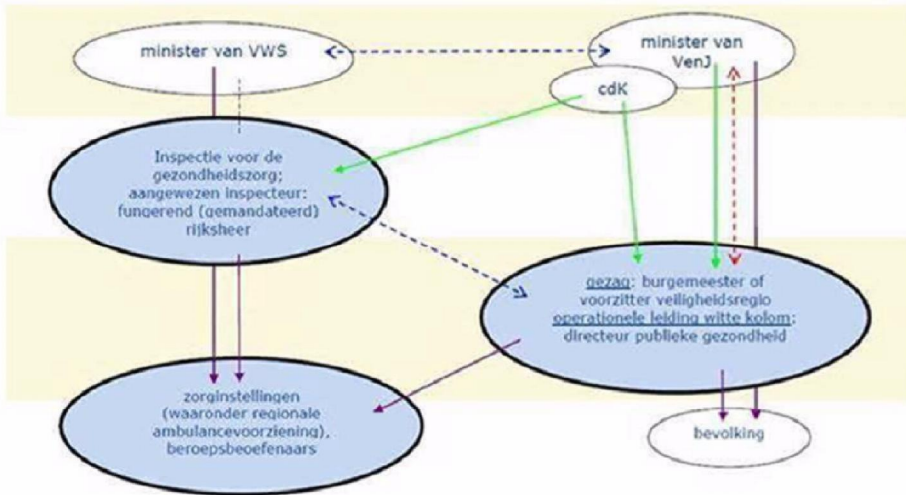 minister van VWS
minister van
VenJ
cdK
Inspectie voor de
gezondheidszorg;
aangewezen inspecteur:
fungerend (gemandateerd)
rijksheer
gezag: burgemeester of
voorzitter veiligheidsregio
operationele leiding witte kolom:
directeur publieke gezondheid
zorginstellingen
(waaronder regionale
ambulancevoorziening),
beroepsbeoefenaars
bevolking